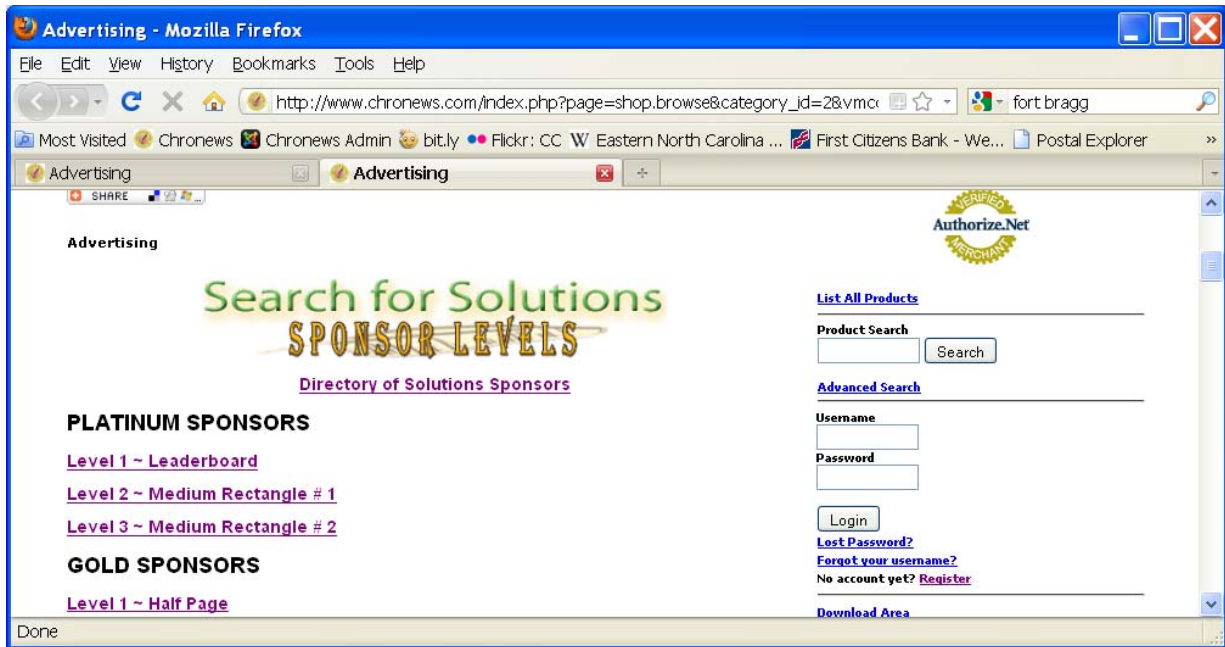 Advertising - Mozilla Firefox
File Edit View History Bookmarks Tools Help
http://www.chronews.com/index.php?page=shop.browse&category_id=2&vmcc fort bragg
Most Visited Chronews Chronews Admin bit.ly Flickr: CC W Eastern North Carolina ... First Citizens Bank - We... Postal Explorer »
Advertising Advertising
SHARE
VERIFIED
Authorize.Net
MERCHANT
Advertising
Search for Solutions
SPONSOR LEVELS
Directory of Solutions Sponsors
PLATINUM SPONSORS
Level 1 ~ Leaderboard
Level 2 ~ Medium Rectangle # 1
Level 3 ~ Medium Rectangle # 2
GOLD SPONSORS
Level 1 ~ Half Page
List All Products
Product Search
Search
Advanced Search
Username
Password
Login
Lost Password?
Forgot your username?
No account yet? Register
Download Area
Done